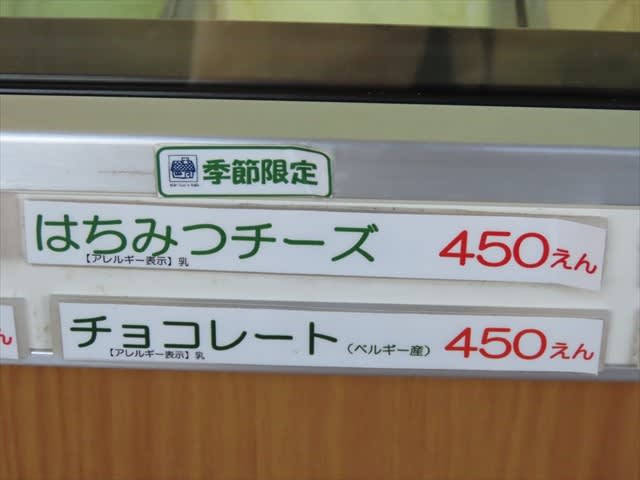 季節限定
はちみつチーズ 450えん
【アレルギー表示】乳
チョコレート（ベルギー産）450えん
【アレルギー表示】乳
ん